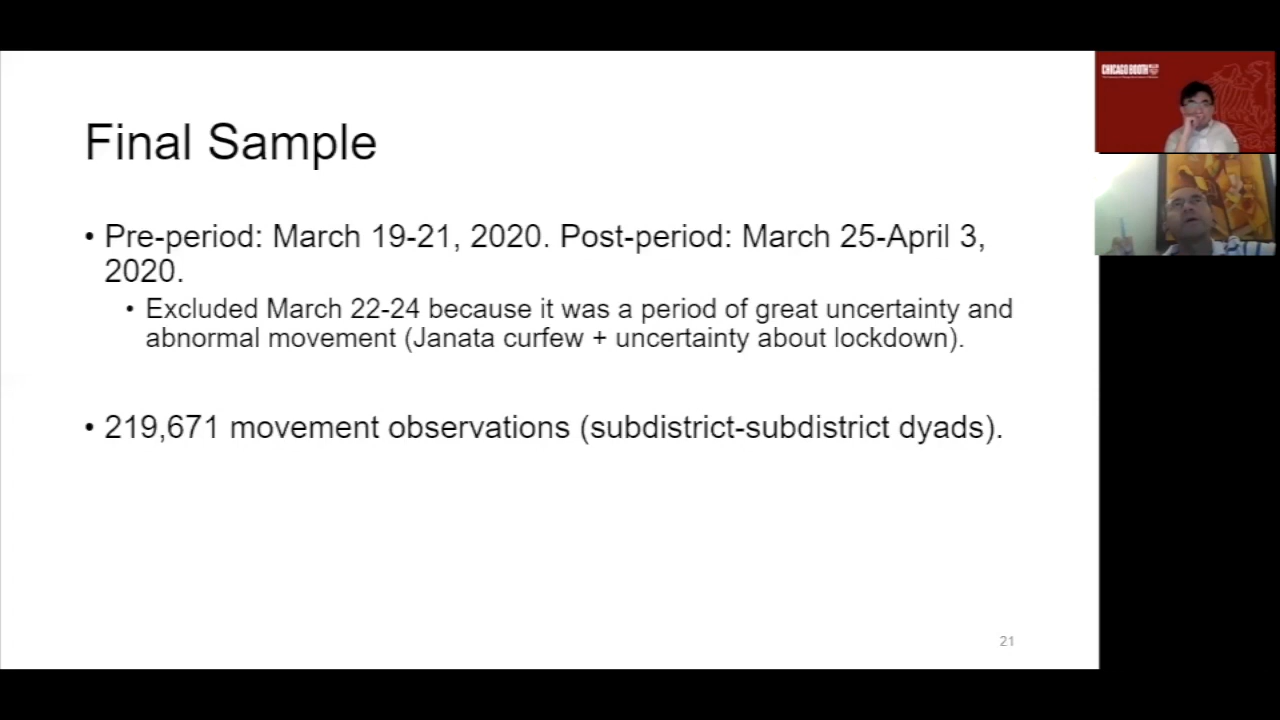 Final Sample
• Pre-period: March 19-21, 2020. Post-period: March 25-April 3,
2020.
• Excluded March 22-24 because it was a period of great uncertainty and
abnormal movement (Janata curfew + uncertainty about lockdown).
• 219,671 movement observations (subdistrict-subdistrict dyads).
21
CHICAGO BOOTH